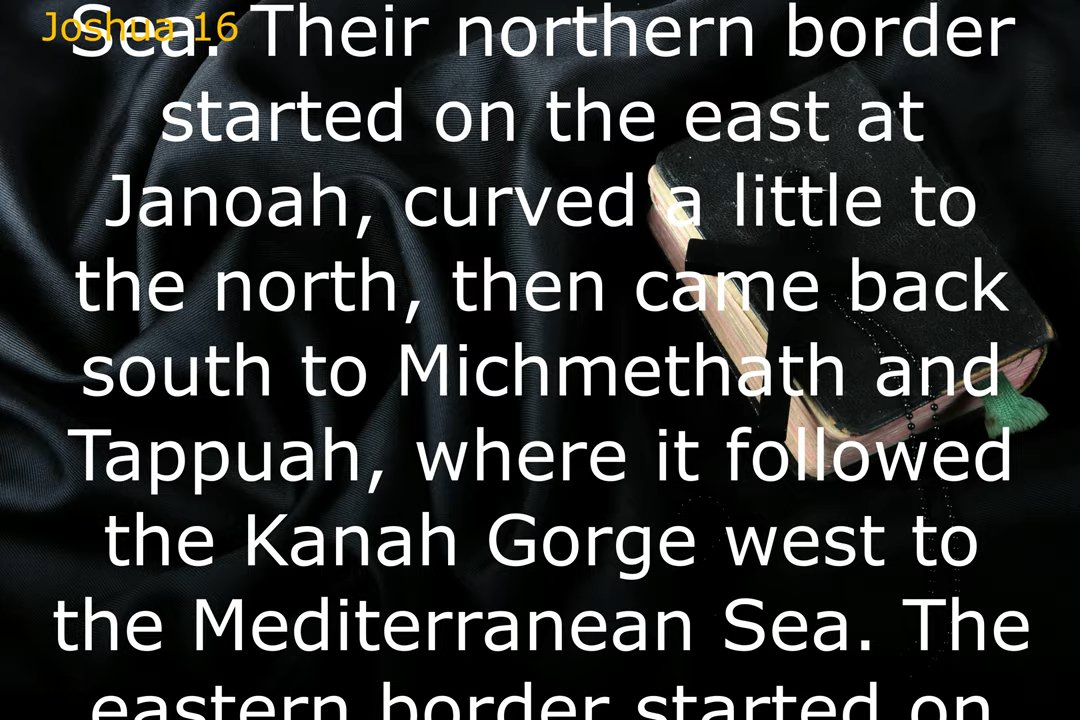 Joshua 16
Sea. Their northern border
started on the east at
Janoah, curved a little to
the north, then came back
south to Michmethath and
Tappuah, where it followed
the Kanah Gorge west to
the Mediterranean Sea. The
eastern border started on